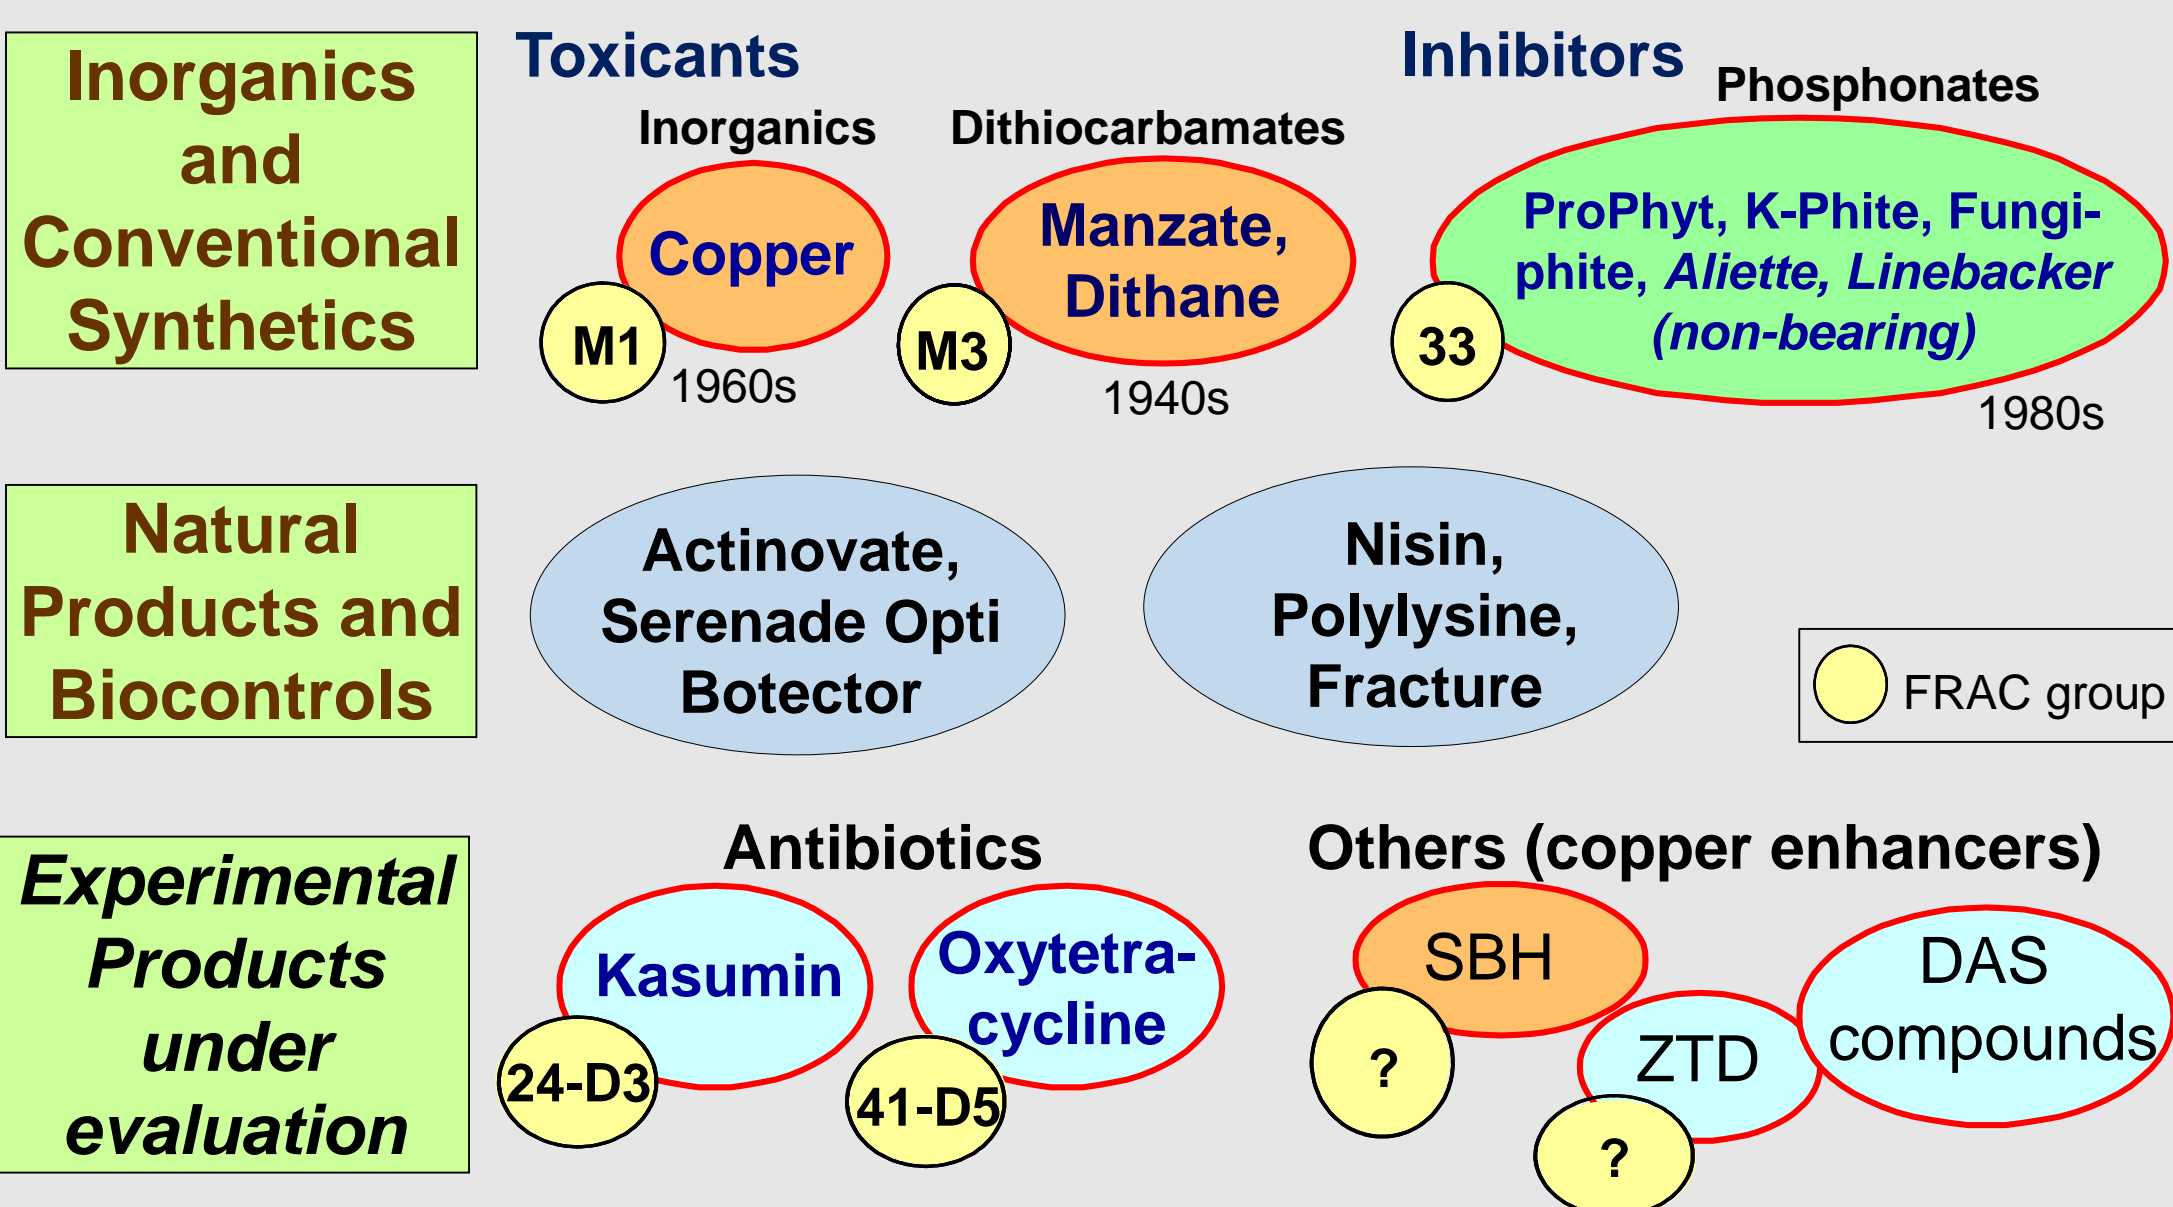 Inorganics
and
Conventional
Synthetics
Toxicants
Inorganics
Copper
M1
1960s
Dithiocarbamates
Manzate,
Dithane
M3
1940s
Inhibitors
Phosphonates
ProPhyt, K-Phite, Fungi-
phite, Aliette, Linebacker
(non-bearing)
33
1980s
Natural
Products and
Biocontrols
Actinovate,
Serenade Opti
Botector
Nisin,
Polylysine,
Fracture
FRAC group
Experimental
Products
under
evaluation
Antibiotics
Kasumin
24-D3
Oxytetra-
cycline
41-D5
Others (copper enhancers)
SBH
?
ZTD
?
DAS
compounds